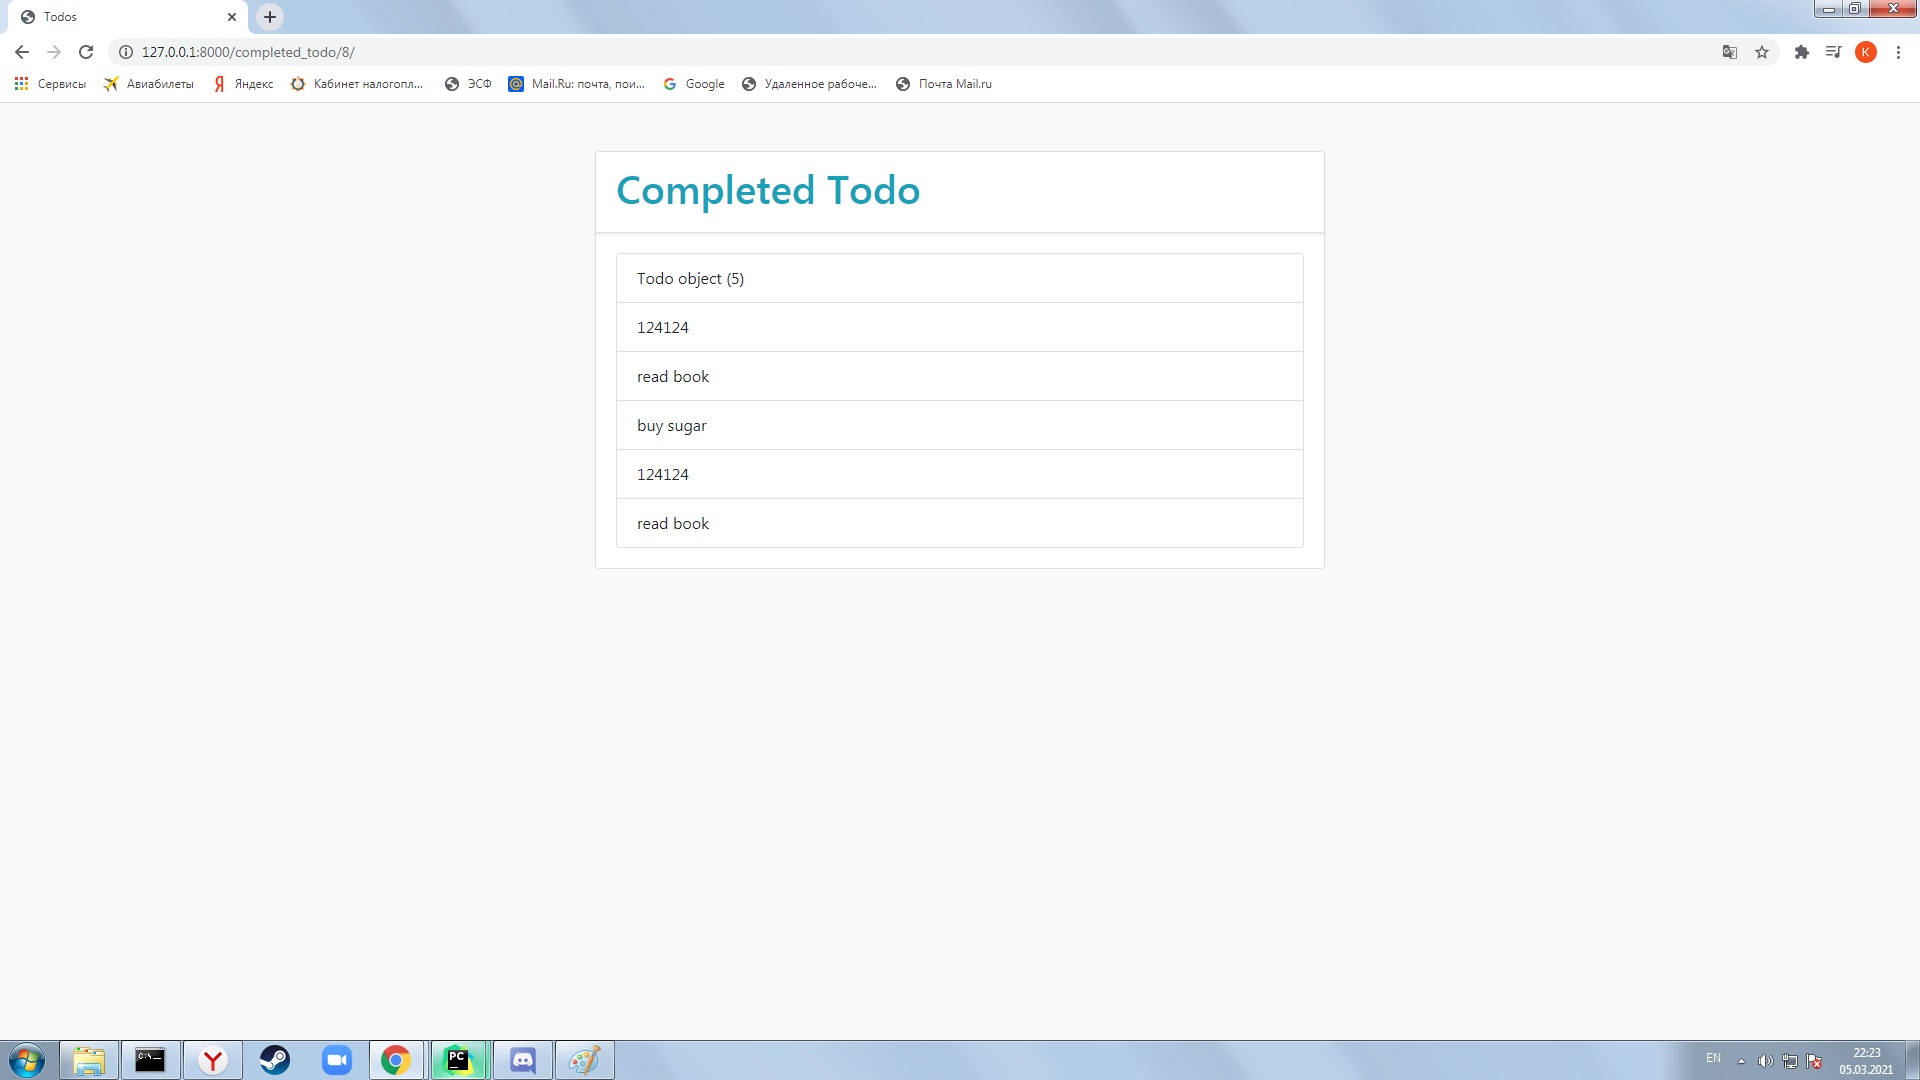 Todos
127.0.0.1:8000/completed_todo/8/
K
Сервисы Авиабилеты Яндекс Кабинет налогопл... ЭСФ Mail.Ru: почта, пои... Google Удаленное рабоче... Почта Mail.ru
Completed Todo
Todo object (5)
124124
read book
buy sugar
124124
read book
EN
22:23
05.03.2021